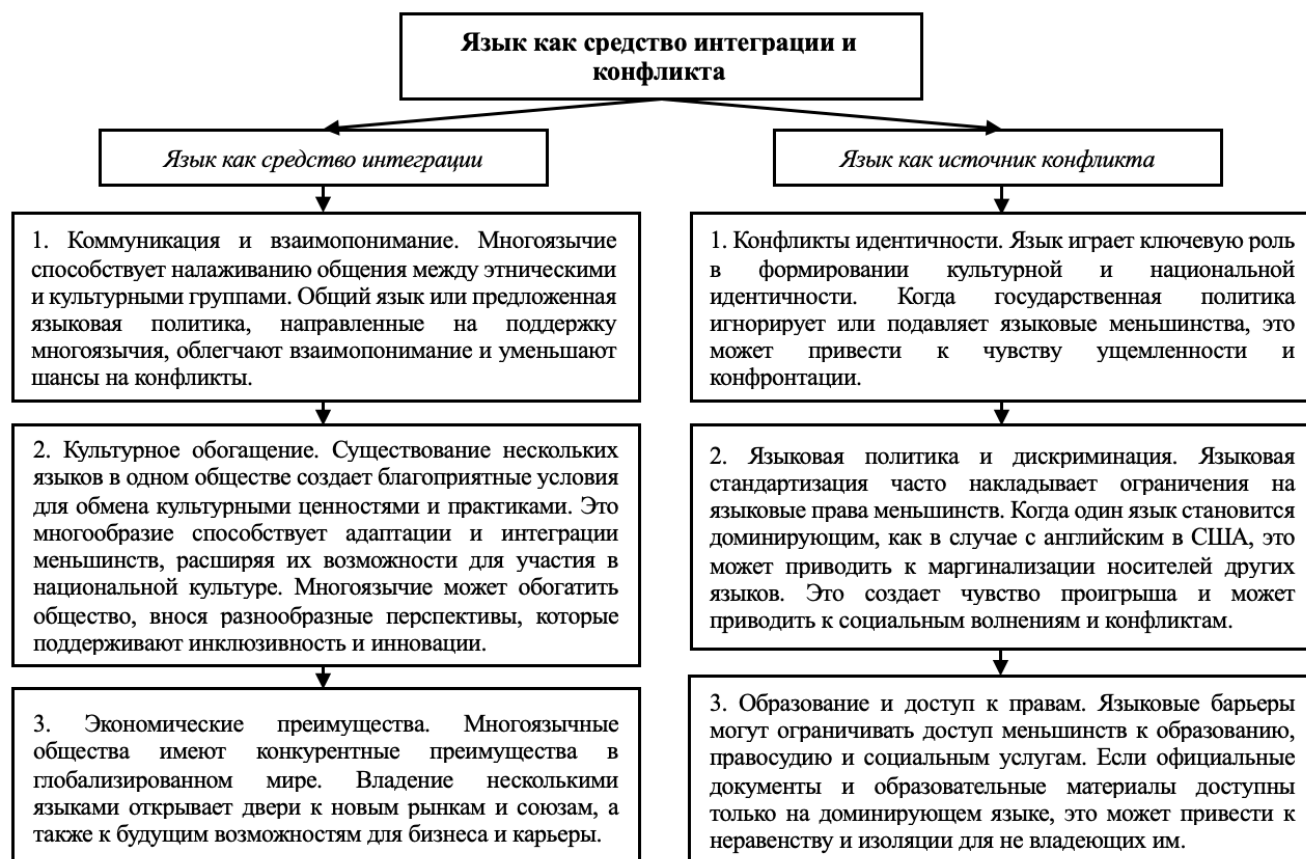 Язык как средство интеграции и
конфликта
Язык как средство интеграции
1. Коммуникация и взаимопонимание. Многоязычие
способствует налаживанию общения между этническими
и культурными группами. Общий язык или предложенная
языковая политика, направленные на поддержку
многоязычия, облегчают взаимопонимание и уменьшают
шансы на конфликты.
2. Культурное обогащение. Существование нескольких
языков в одном обществе создает благоприятные условия
для обмена культурными ценностями и практиками. Это
многообразие способствует адаптации и интеграции
меньшинств, расширяя их возможности для участия в
национальной культуре. Многоязычие может обогатить
общество, внося разнообразные перспективы, которые
поддерживают инклюзивность и инновации.
3. Экономические преимущества. Многоязычные
общества имеют конкурентные преимущества в
глобализированном мире. Владение несколькими
языками открывает двери к новым рынкам и союзам, а
также к будущим возможностям для бизнеса и карьеры.
Язык как источник конфликта
1. Конфликты идентичности. Язык играет ключевую роль
в формировании культурной и национальной
идентичности. Когда государственная политика
игнорирует или подавляет языковые меньшинства, это
может привести к чувству ущемленности и
конфронтации.
2. Языковая политика и дискриминация. Языковая
стандартизация часто накладывает ограничения на
языковые права меньшинств. Когда один язык становится
доминирующим, как в случае с английским в США, это
может приводить к маргинализации носителей других
языков. Это создает чувство проигрыша и может
приводить к социальным волнениям и конфликтам.
3. Образование и доступ к правам. Языковые барьеры
могут ограничивать доступ меньшинств к образованию,
правосудию и социальным услугам. Если официальные
документы и образовательные материалы доступны
только на доминирующем языке, это может привести к
неравенству и изоляции для не владеющих им.